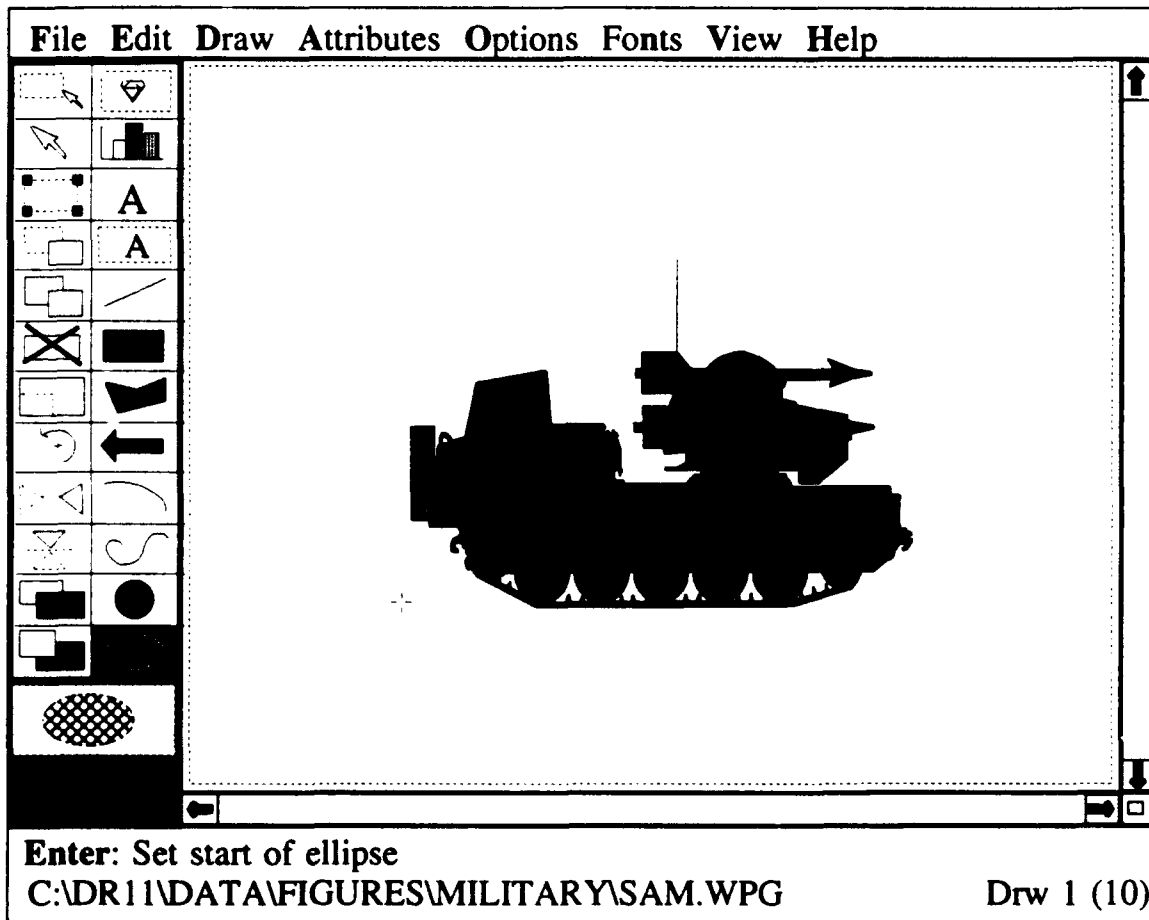 File Edit Draw Attributes Options Fonts View Help
A
A
Enter: Set start of ellipse
C:\DR11\DATA\FIGURES\MILITARY\SAM.WPG Drw 1 (10)